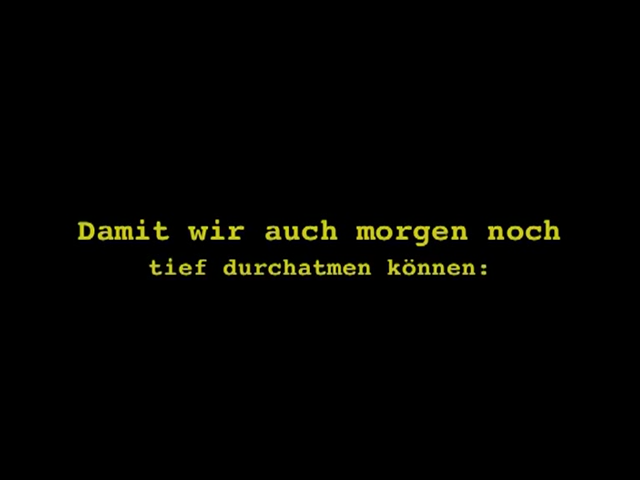 Damit wir auch morgen noch
tief durchatmen können: